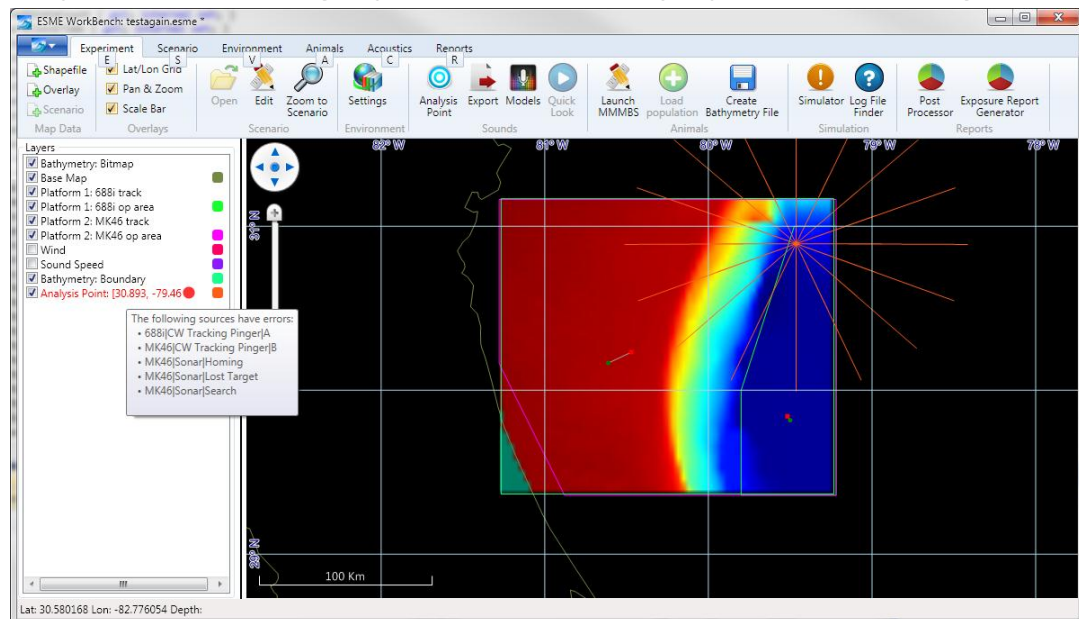 ESME WorkBench: testagain.esme *
Experiment Scenario Environment Animals Acoustics Reports
E S V A C R
Shapefile
Overlay
Scenario
Map Data
Lat/Lon Grid
Pan & Zoom
Scale Bar
Overlays
Open
Edit
Zoom to
Scenario
Scenario
Settings
Environment
Analysis
Point
Export
Models
Quick
Look
Sounds
Launch
MMMBS
Load
population
Create
Bathymetry File
Animals
Simulator
Log File
Finder
Simulation
Post
Processor
Exposure Report
Generator
Reports
Layers
Bathymetry: Bitmap
Base Map
Platform 1: 688i track
Platform 1: 688i op area
Platform 2: MK46 track
Platform 2: MK46 op area
Wind
Sound Speed
Bathymetry: Boundary
Analysis Point: [30.893, -79.46
The following sources have errors:
• 688i|CW Tracking Pinger|A
• MK46|CW Tracking Pinger|B
• MK46|Sonar|Homing
• MK46|Sonar|Lost Target
• MK46|Sonar|Search
82° W 81° W 80° W 79° W 78° W
31° N
29° N
100 Km
Lat: 30.580168 Lon: -82.776054 Depth: